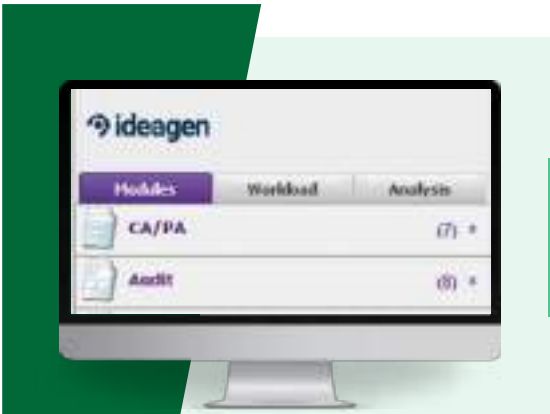 ideagen
Modules Workload Analysis
CA/PA (7)
Audit (8)